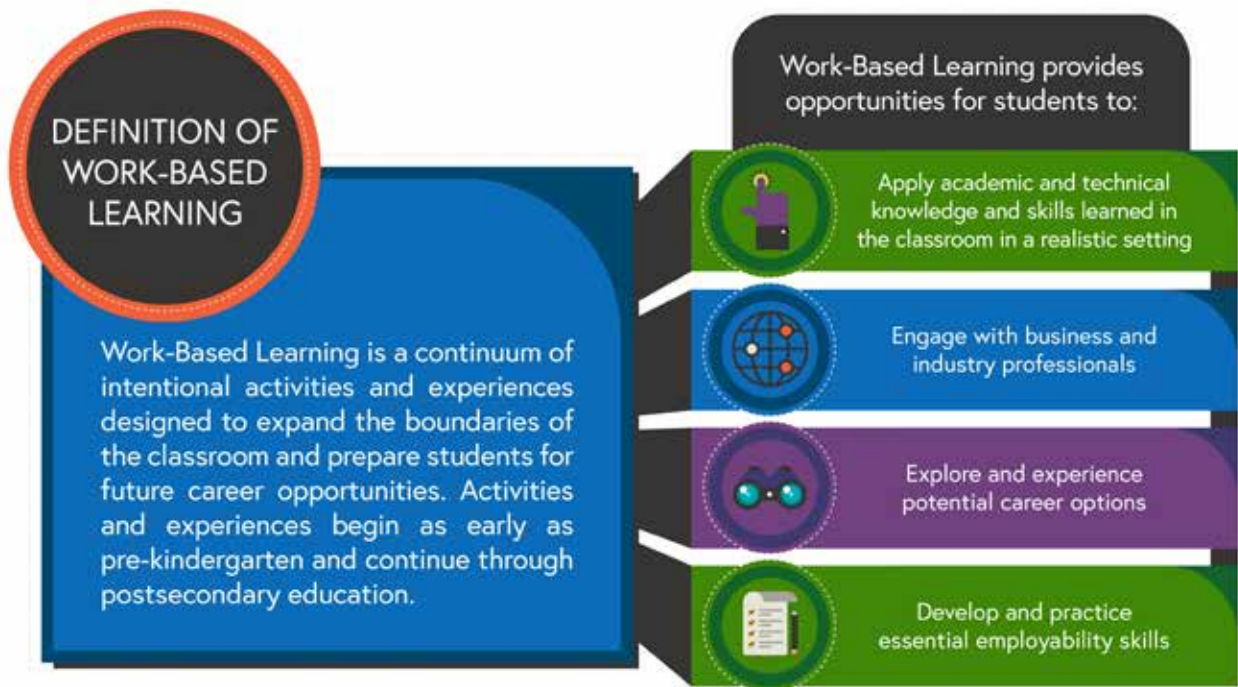 DEFINITION OF
WORK-BASED
LEARNING
Work-Based Learning is a continuum of
intentional activities and experiences
designed to expand the boundaries of
the classroom and prepare students for
future career opportunities. Activities
and experiences begin as early as
pre-kindergarten and continue through
postsecondary education.
Work-Based Learning provides
opportunities for students to:
Apply academic and technical
knowledge and skills learned in
the classroom in a realistic setting
Engage with business and
industry professionals
Explore and experience
potential career options
Develop and practice
essential employability skills